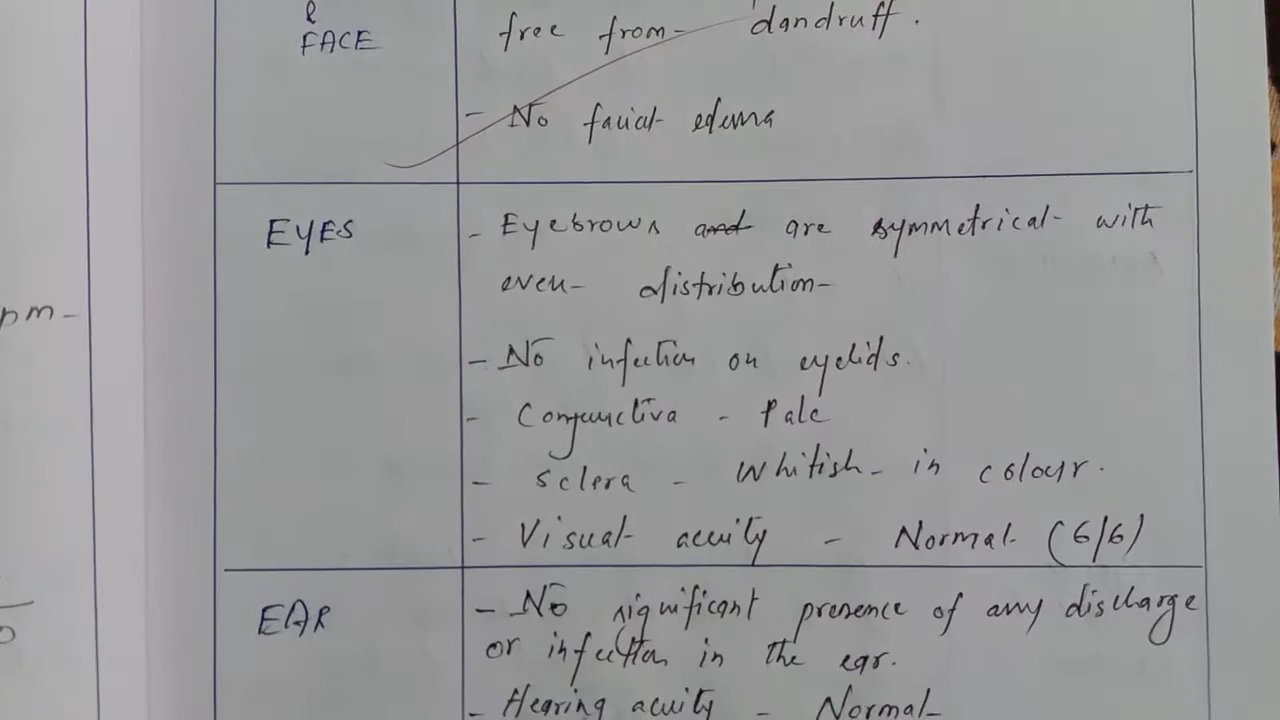 &
FACE
free from- dandruff.
- No facial edema
EYES
- Eyebrows and are symmetrical with
even- distribution-
- No infection on eyelids.
- Conjunctiva - Pale
- Sclera - Whitish- in colour.
- Visual acuity - Normal (6/6)
EAR
- No significant presence of any discharge
or infection in the ear.
- Hearing acuity - Normal
pm-